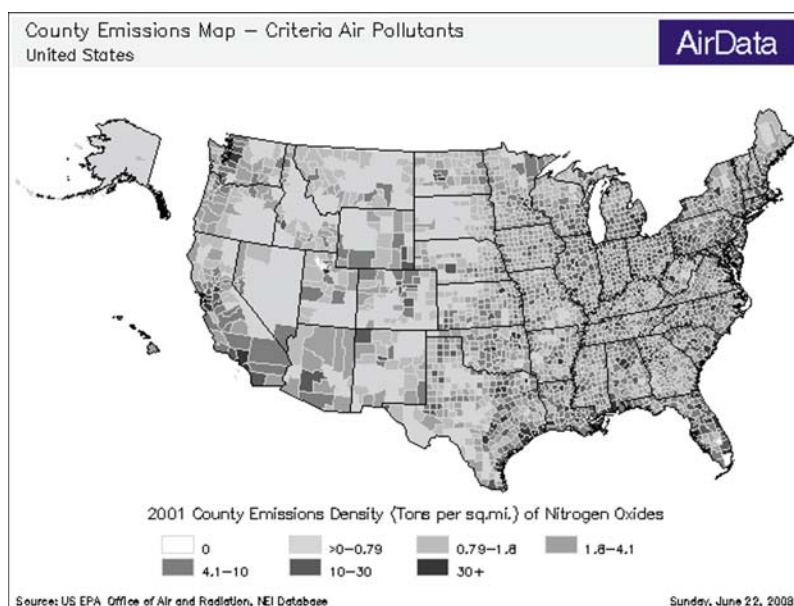 County Emissions Map – Criteria Air Pollutants
United States
AirData
2001 County Emissions Density (Tons per sq.mi.) of Nitrogen Oxides
0 >0–0.79 0.79–1.8 1.8–4.1
4.1–10 10–30 30+
Source: US EPA Office of Air and Radiation, NEI Database Sunday, June 22, 2008